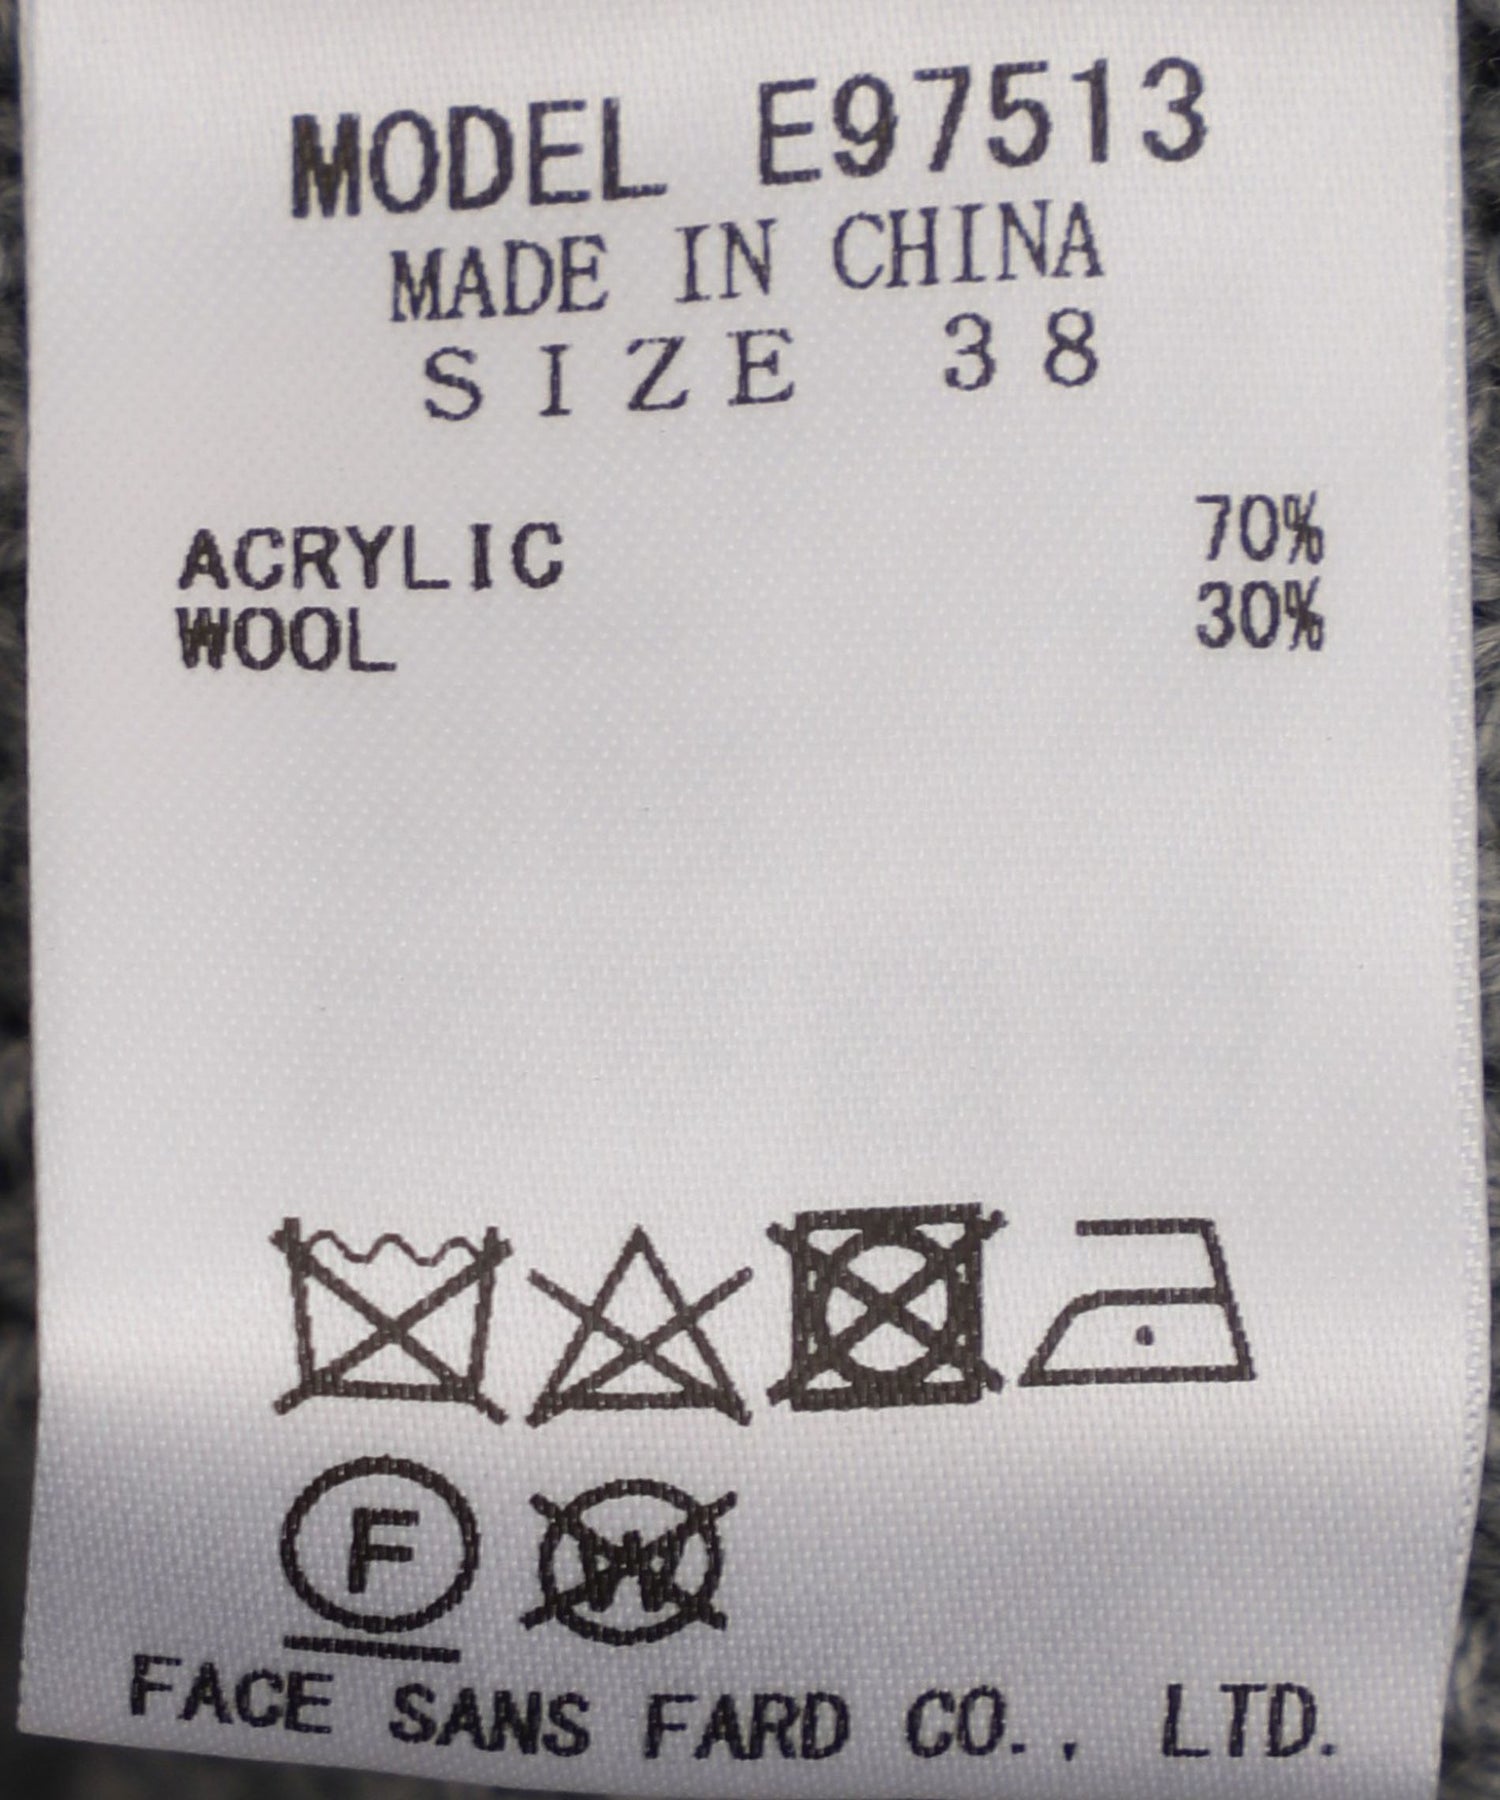 MODEL E97513
MADE IN CHINA
SIZE 38
ACRYLIC 70%
WOOL 30%
F W
FACE SANS FARD CO., LTD.